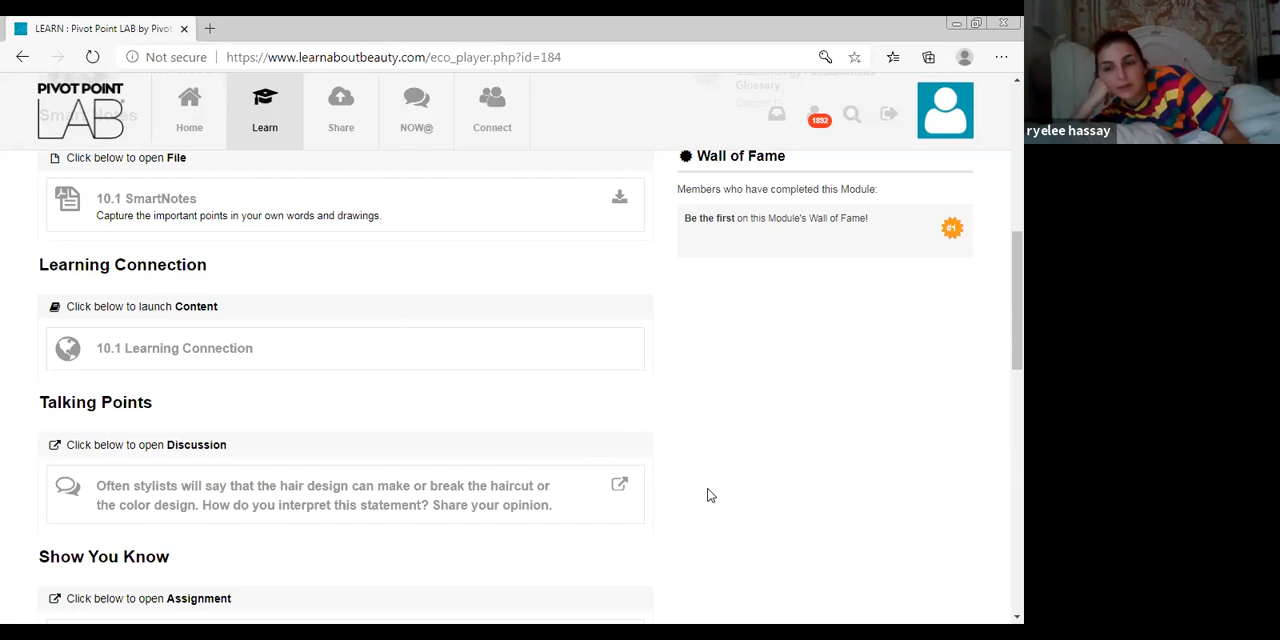 LEARN : Pivot Point LAB by Pivot
Not secure
https://www.learnaboutbeauty.com/eco_player.php?id=184
PIVOT POINT
LAB
Home
Learn
Share
NOW@
Connect
Glossary
1892
ryelee hassay
Click below to open File
10.1 SmartNotes
Capture the important points in your own words and drawings.
Learning Connection
Click below to launch Content
10.1 Learning Connection
Talking Points
Click below to open Discussion
Often stylists will say that the hair design can make or break the haircut or
the color design. How do you interpret this statement? Share your opinion.
Show You Know
Click below to open Assignment
Wall of Fame
Members who have completed this Module:
Be the first on this Module's Wall of Fame!
#1